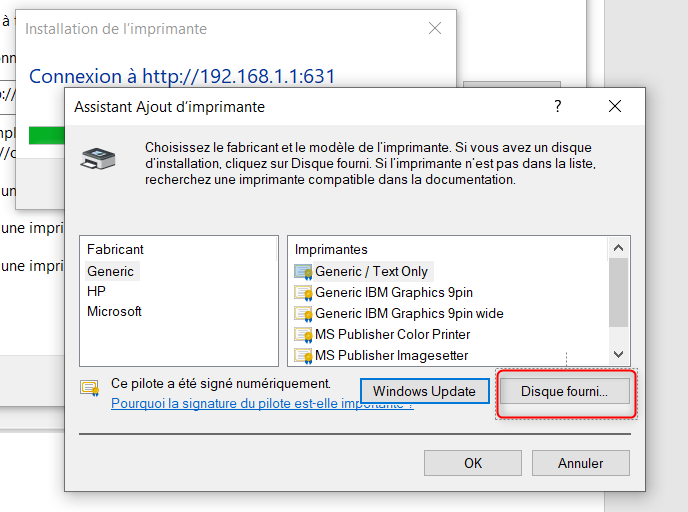 à
Installation de l'imprimante
onn
Connexion à http://192.168.1.1:631
p://
Assistant Ajout d'imprimante
?
Choisissez le fabricant et le modèle de l'imprimante. Si vous avez un disque
d'installation, cliquez sur Disque fourni. Si l'imprimante n'est pas dans la liste,
recherchez une imprimante compatible dans la documentation.
mpl
//c
un
une impri
une impri
Fabricant
Generic
HP
Microsoft
Imprimantes
Generic / Text Only
Generic IBM Graphics 9pin
Generic IBM Graphics 9pin wide
MS Publisher Color Printer
MS Publisher Imagesetter
Ce pilote a été signé numériquement.
Pourquoi la signature du pilote est-elle importante ?
Windows Update
Disque fourni...
OK
Annuler